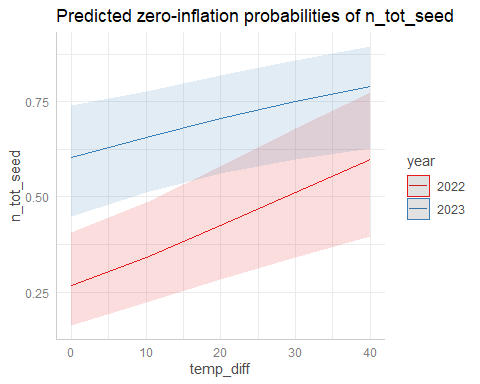 Predicted zero-inflation probabilities of n_tot_seed
n_tot_seed
0.75
0.50
0.25
0 10 20 30 40
temp_diff
year
2022
2023